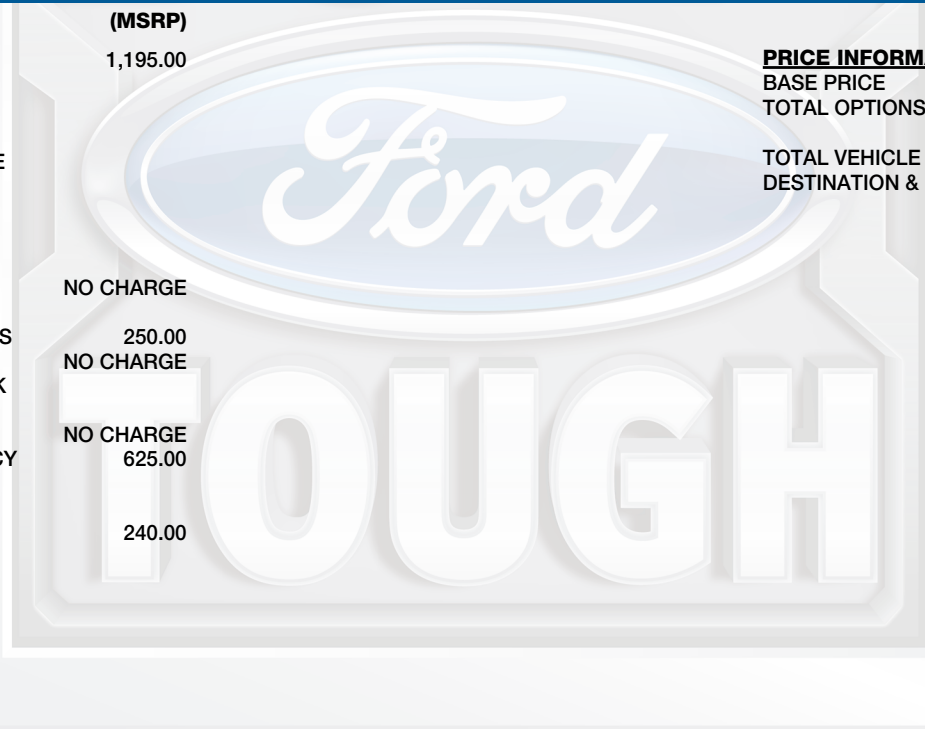 (MSRP)
1,195.00
PRICE INFORMA
BASE PRICE
TOTAL OPTIONS
E
TOTAL VEHICLE
DESTINATION &
NO CHARGE
S 250.00
NO CHARGE
K
NO CHARGE
CY 625.00
240.00
Ford
TOUGH